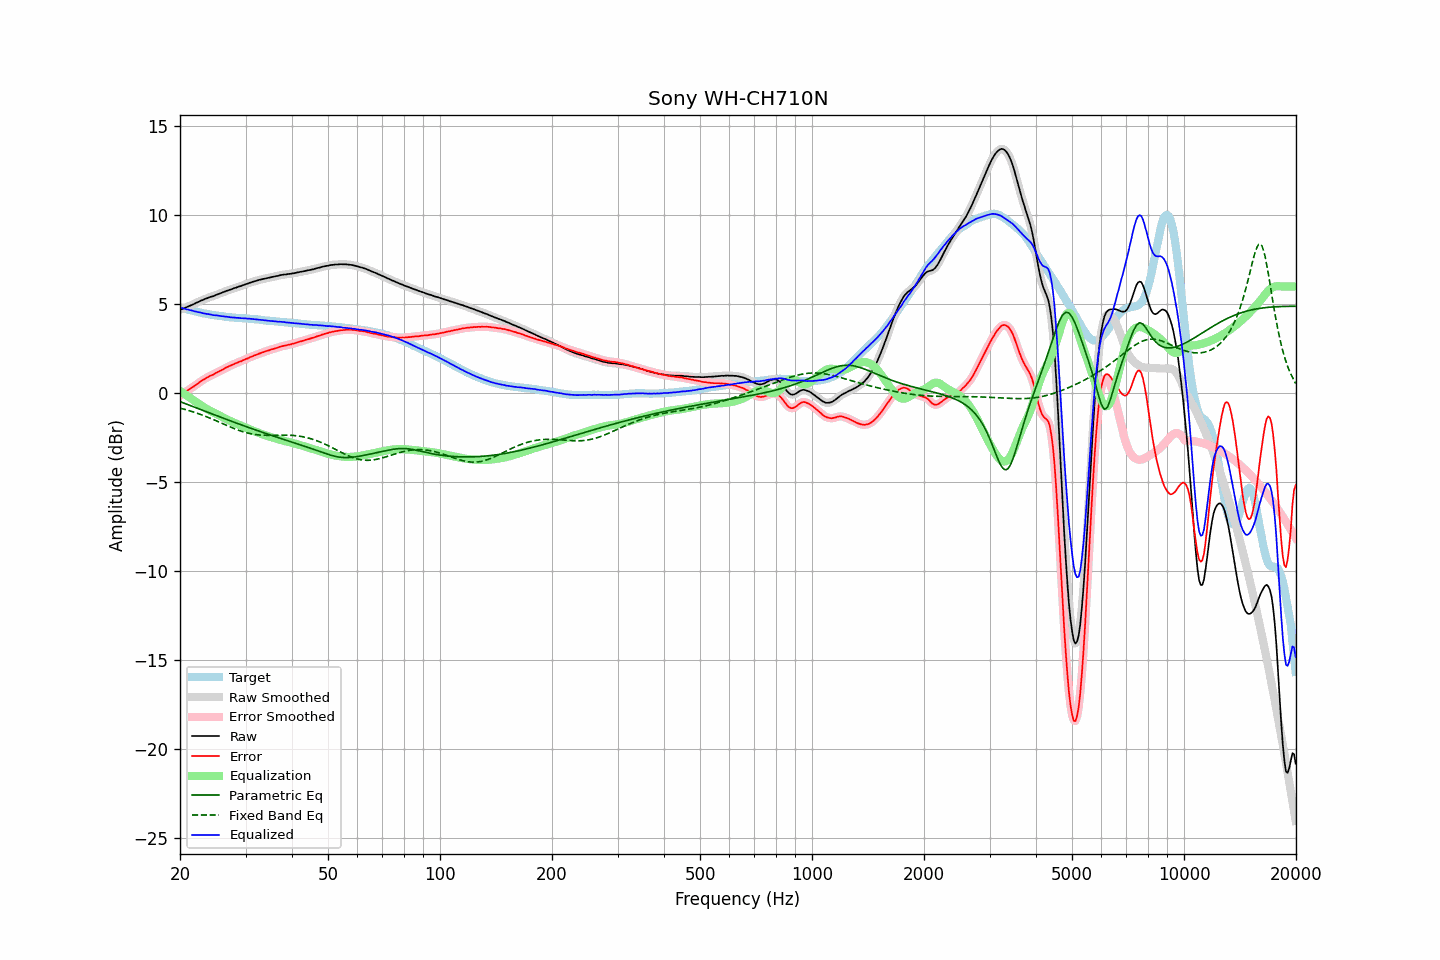 Sony WH-CH710N
15
10
5
0
−5
−10
−15
−20
−25
Amplitude (dBr)
Target
Raw Smoothed
Error Smoothed
Raw
Error
Equalization
Parametric Eq
Fixed Band Eq
Equalized
20 50 100 200 500 1000 2000 5000 10000 20000
Frequency (Hz)